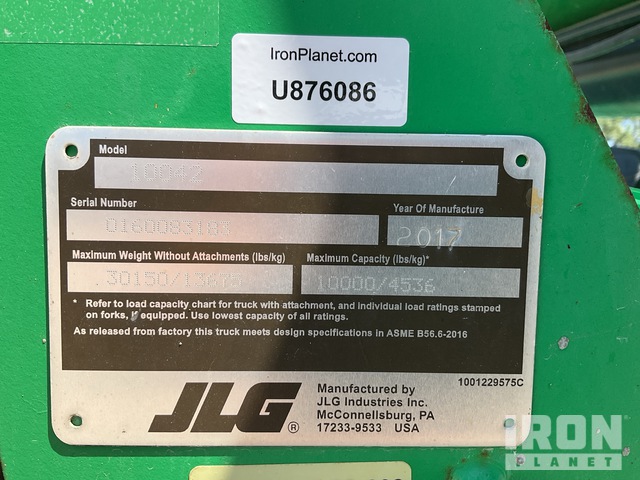 IronPlanet.com
U876086
Model
10042
Serial Number
0160083183
Year Of Manufacture
2017
Maximum Weight Without Attachments (lbs/kg)
30150/13675
Maximum Capacity (lbs/kg)*
10000/4536
* Refer to load capacity chart for truck with attachment, and individual load ratings stamped
on forks, if equipped. Use lowest capacity of all ratings.
As released from factory this truck meets design specifications in ASME B56.6-2016
JLG®
Manufactured by
JLG Industries Inc.
McConnellsburg, PA
17233-9533 USA
1001229575C
IRON
PLANET